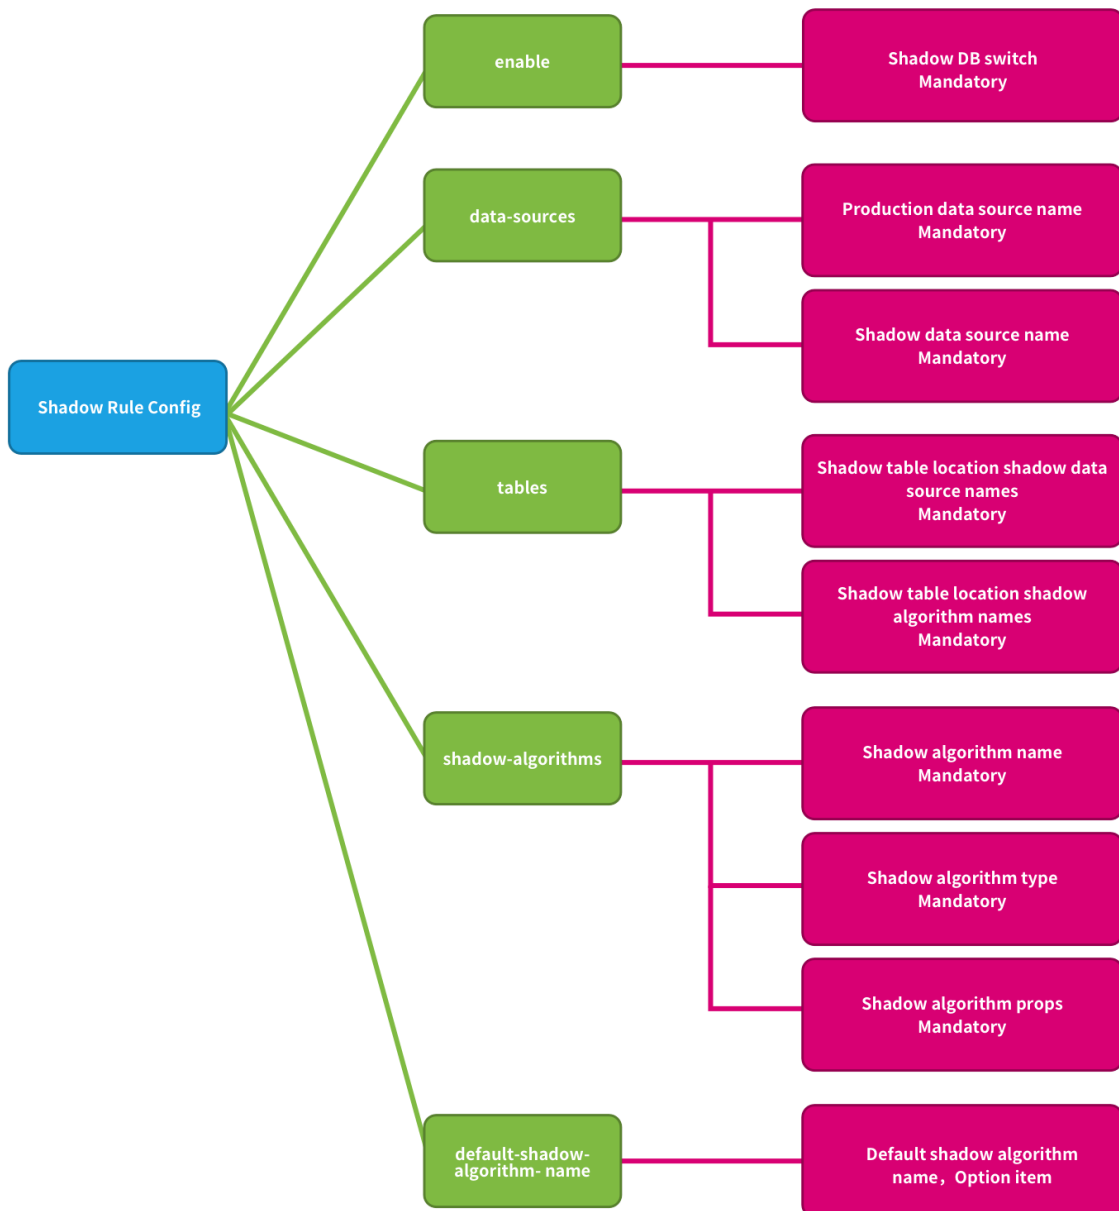 enable
Shadow DB switch
Mandatory
data-sources
Production data source name
Mandatory
Shadow data source name
Mandatory
Shadow Rule Config
tables
Shadow table location shadow data
source names
Mandatory
Shadow table location shadow
algorithm names
Mandatory
shadow-algorithms
Shadow algorithm name
Mandatory
Shadow algorithm type
Mandatory
Shadow algorithm props
Mandatory
default-shadow-
algorithm- name
Default shadow algorithm
name，Option item